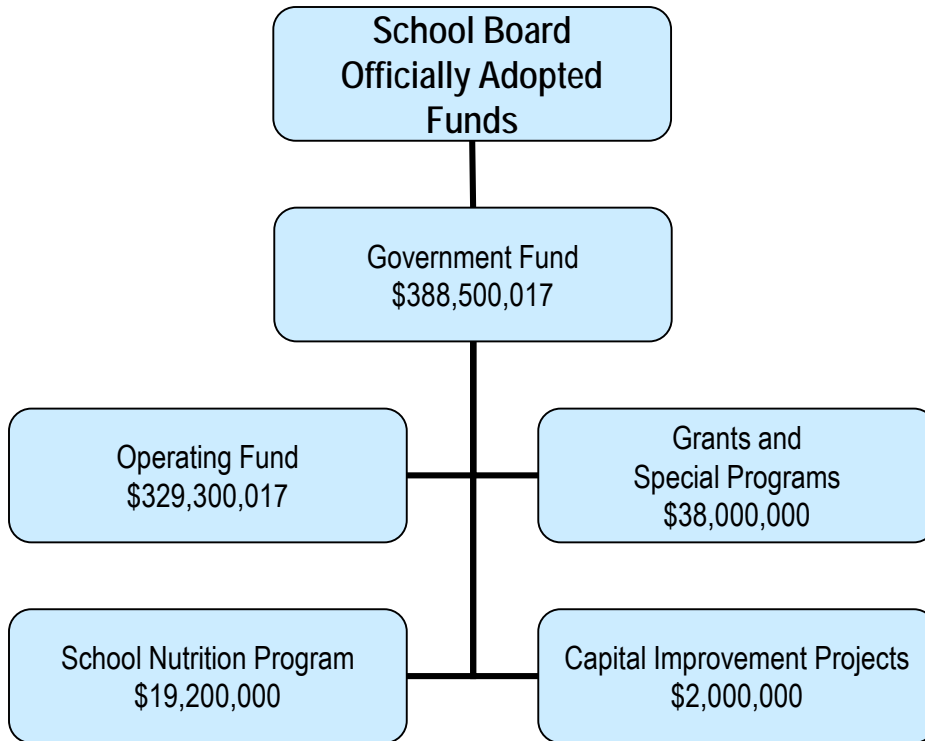 School Board
Officially Adopted
Funds
Government Fund
$388,500,017
Operating Fund
$329,300,017
Grants and
Special Programs
$38,000,000
School Nutrition Program
$19,200,000
Capital Improvement Projects
$2,000,000